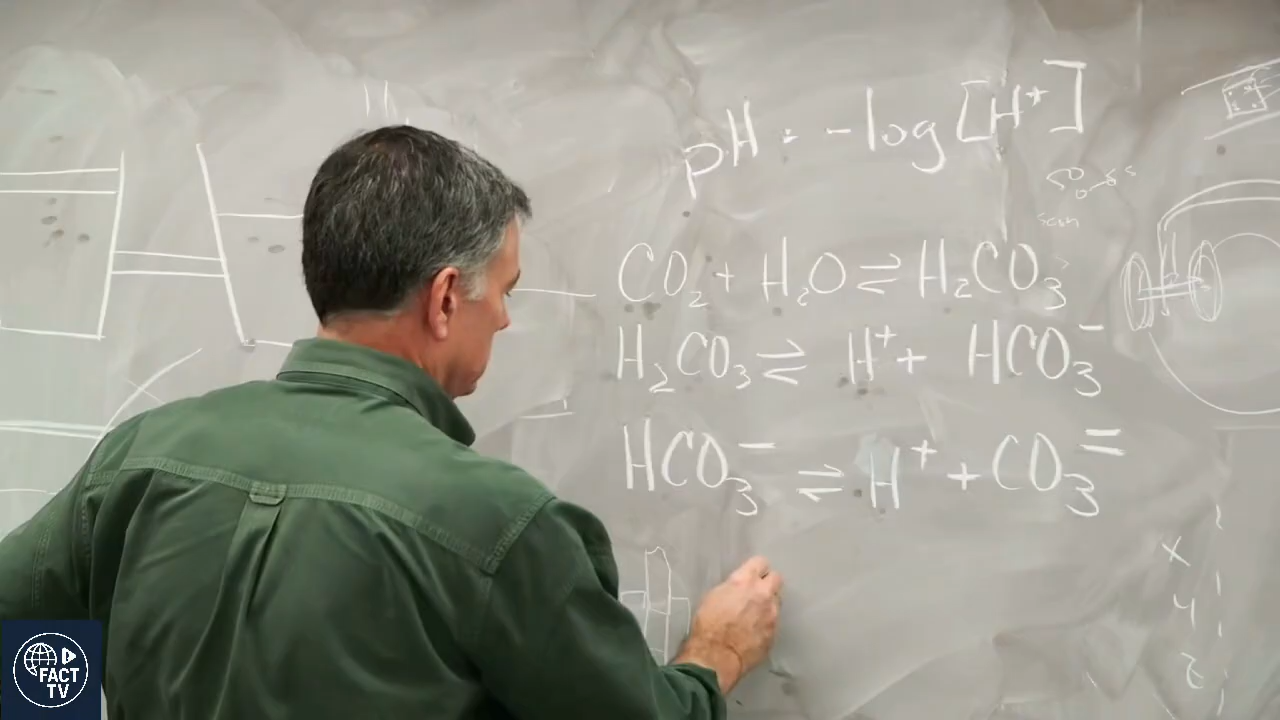 pH = -log [H⁺]
CO₂ + H₂O ⇌ H₂CO₃
H₂CO₃ ⇌ H⁺ + HCO₃⁻
HCO₃⁻ ⇌ H⁺ + CO₃⁼
x
y
z
FACT
TV